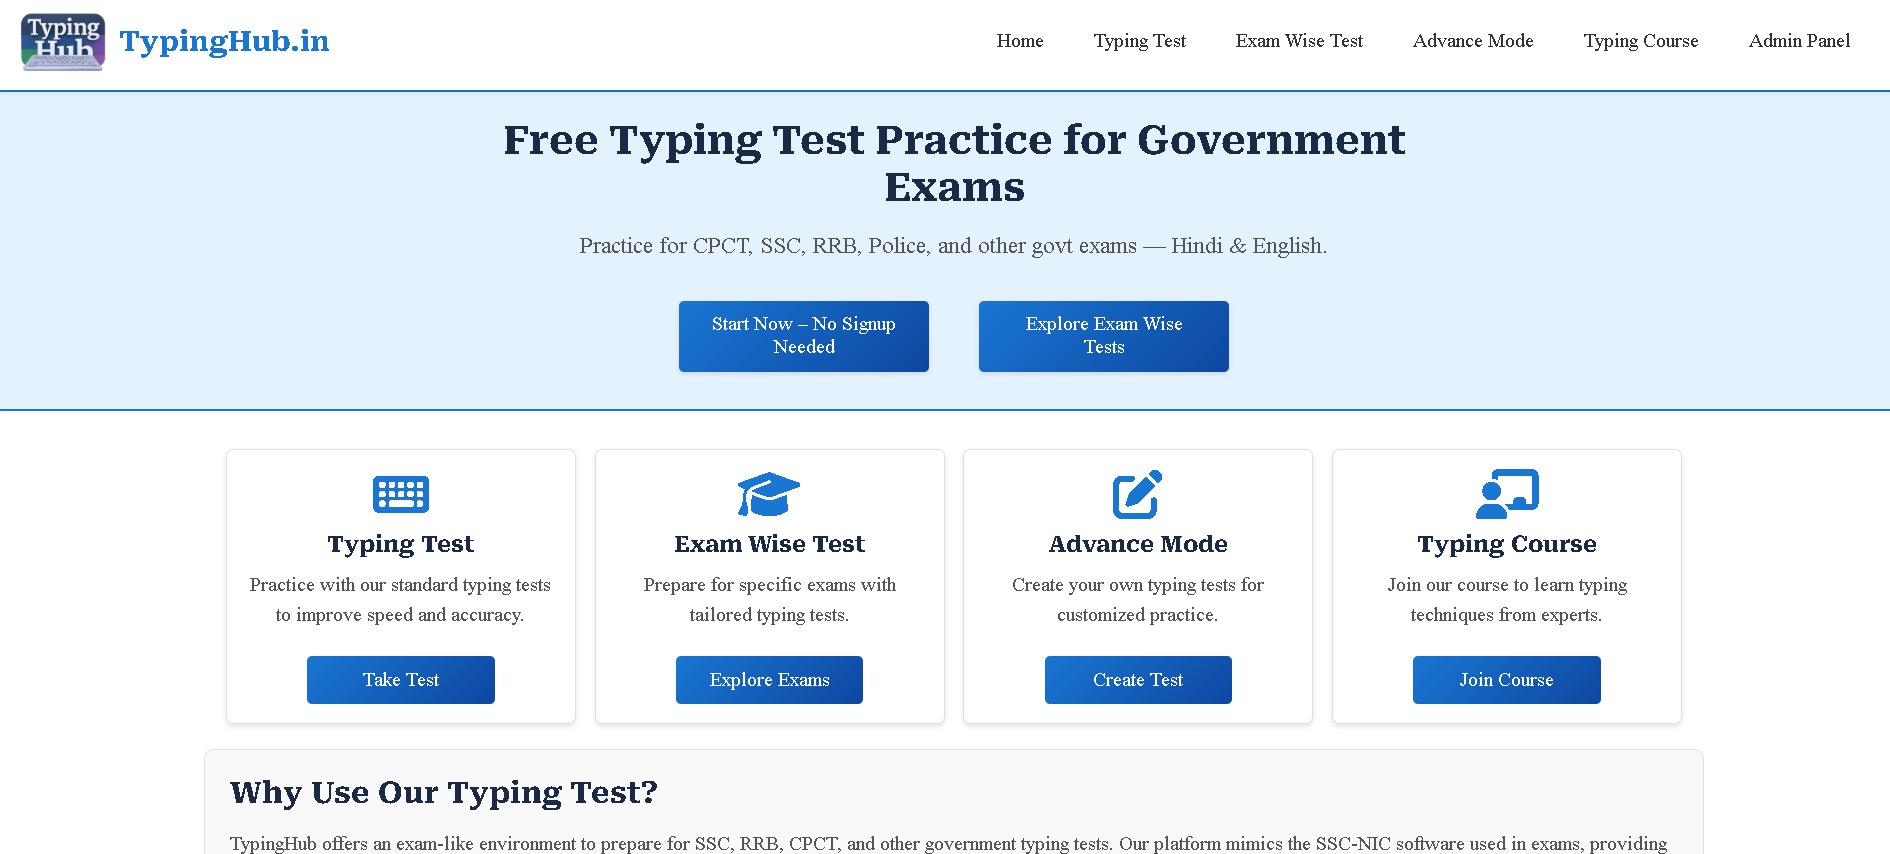 Typing
Hub
TypingHub.in
Home
Typing Test
Exam Wise Test
Advance Mode
Typing Course
Admin Panel
Free Typing Test Practice for Government
Exams
Practice for CPCT, SSC, RRB, Police, and other govt exams — Hindi & English.
Start Now – No Signup
Needed
Explore Exam Wise
Tests
Typing Test
Practice with our standard typing tests
to improve speed and accuracy.
Take Test
Exam Wise Test
Prepare for specific exams with
tailored typing tests.
Explore Exams
Advance Mode
Create your own typing tests for
customized practice.
Create Test
Typing Course
Join our course to learn typing
techniques from experts.
Join Course
Why Use Our Typing Test?
TypingHub offers an exam-like environment to prepare for SSC, RRB, CPCT, and other government typing tests. Our platform mimics the SSC-NIC software used in exams, providing